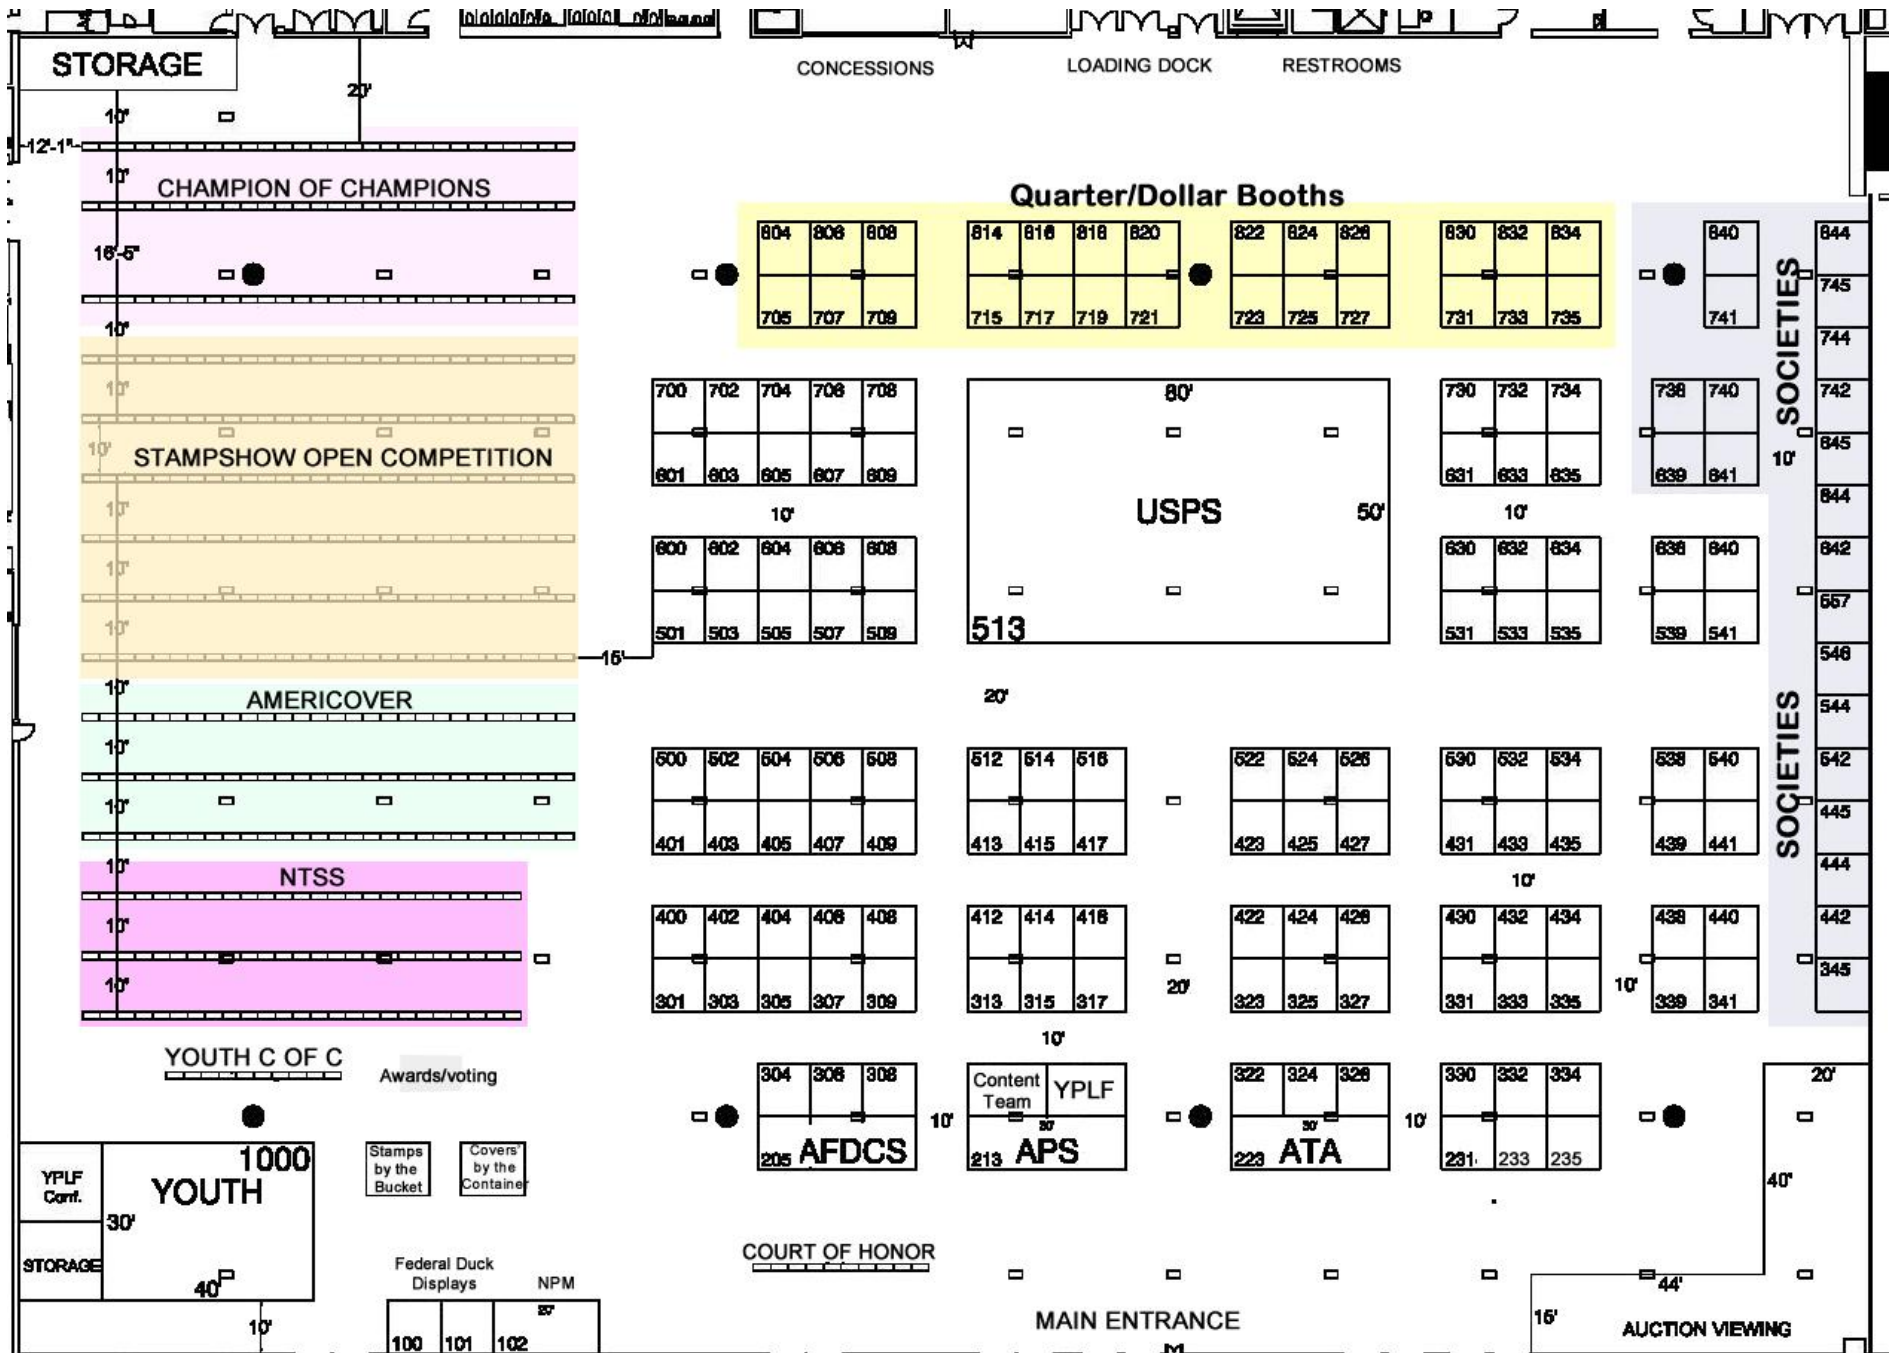 STORAGE
CONCESSIONS
LOADING DOCK
RESTROOMS
20'
10"
12'-1"
10"
CHAMPION OF CHAMPIONS
16'-5"
10"
Quarter/Dollar Booths
804 806 808
705 707 709
814 816 818 820
715 717 719 721
822 824 826
723 725 727
830 832 834
731 733 735
840
741
SOCIETIES
844
745
744
742
645
644
642
557
546
544
542
445
444
442
345
10"
10'
STAMPSHOW OPEN COMPETITION
10"
10"
10"
15'
700 702 704 706 708
601 603 605 607 609
10'
600 602 604 606 608
501 503 505 507 509
80'
USPS
50'
513
730 732 734
631 633 635
10'
630 632 634
531 533 535
738 740
639 641
10'
638 640
539 541
20'
10"
AMERICOVER
10"
10"
500 502 504 506 508
401 403 405 407 409
512 514 516
413 415 417
522 524 526
423 425 427
530 532 534
431 433 435
538 540
439 441
SOCIETIES
10"
NTSS
10"
10"
10'
400 402 404 406 408
301 303 305 307 309
412 414 416
313 315 317
20'
422 424 426
323 325 327
430 432 434
331 333 335
10'
438 440
339 341
10'
YOUTH C OF C
Awards/voting
304 306 308
205 AFDCS
10'
Content
Team
YPLF
30'
213 APS
322 324 326
30'
223 ATA
10'
330 332 334
231 233 235
20'
40'
1000
YPLF
Conf.
YOUTH
30'
STORAGE
40'
10'
Stamps
by the
Bucket
Covers'
by the
Container
Federal Duck
Displays
NPM
20'
100 101 102
COURT OF HONOR
MAIN ENTRANCE
44'
15'
AUCTION VIEWING